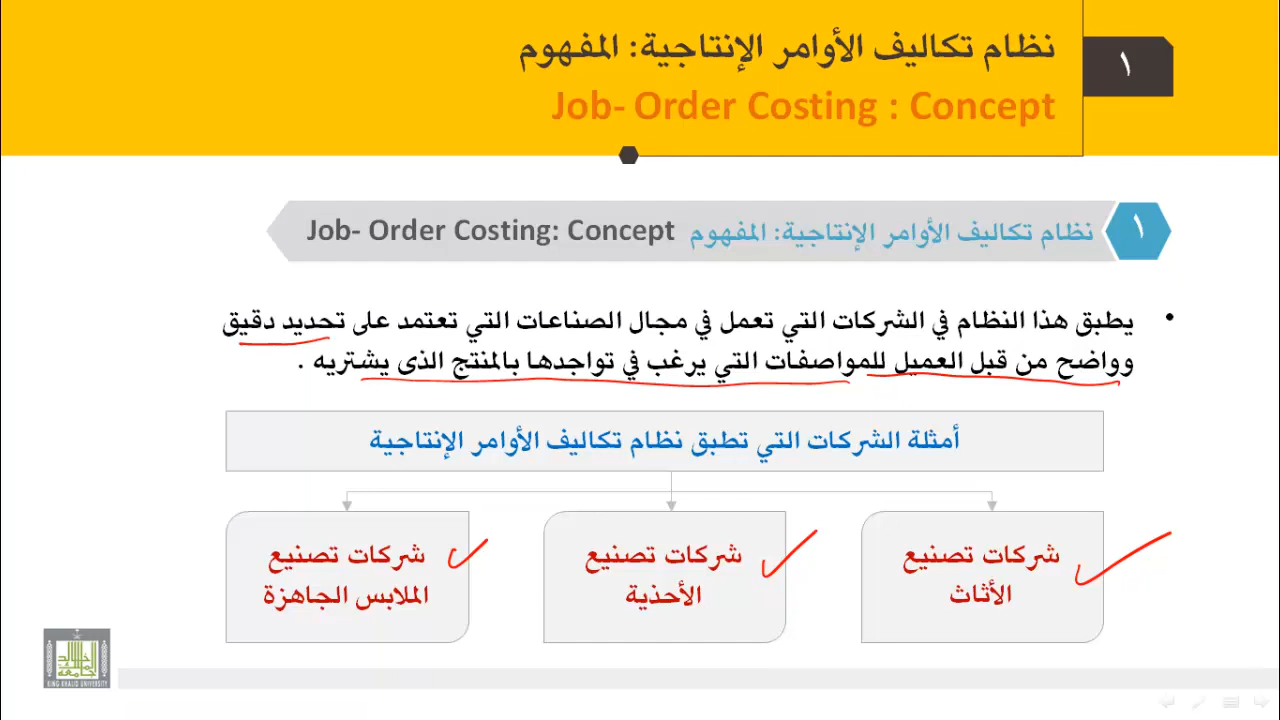 ١
نظام تكاليف الأوامر الإنتاجية: المفهوم
Job- Order Costing : Concept
١
نظام تكاليف الأوامر الإنتاجية: المفهوم Job- Order Costing: Concept
• يطبق هذا النظام في الشركات التي تعمل في مجال الصناعات التي تعتمد على تحديد دقيق
وواضح من قبل العميل للمواصفات التي يرغب في تواجدها بالمنتج الذى يشتريه .
أمثلة الشركات التي تطبق نظام تكاليف الأوامر الإنتاجية
شركات تصنيع
الأثاث
شركات تصنيع
الأحذية
شركات تصنيع
الملابس الجاهزة
KING KHALID UNIVERSITY